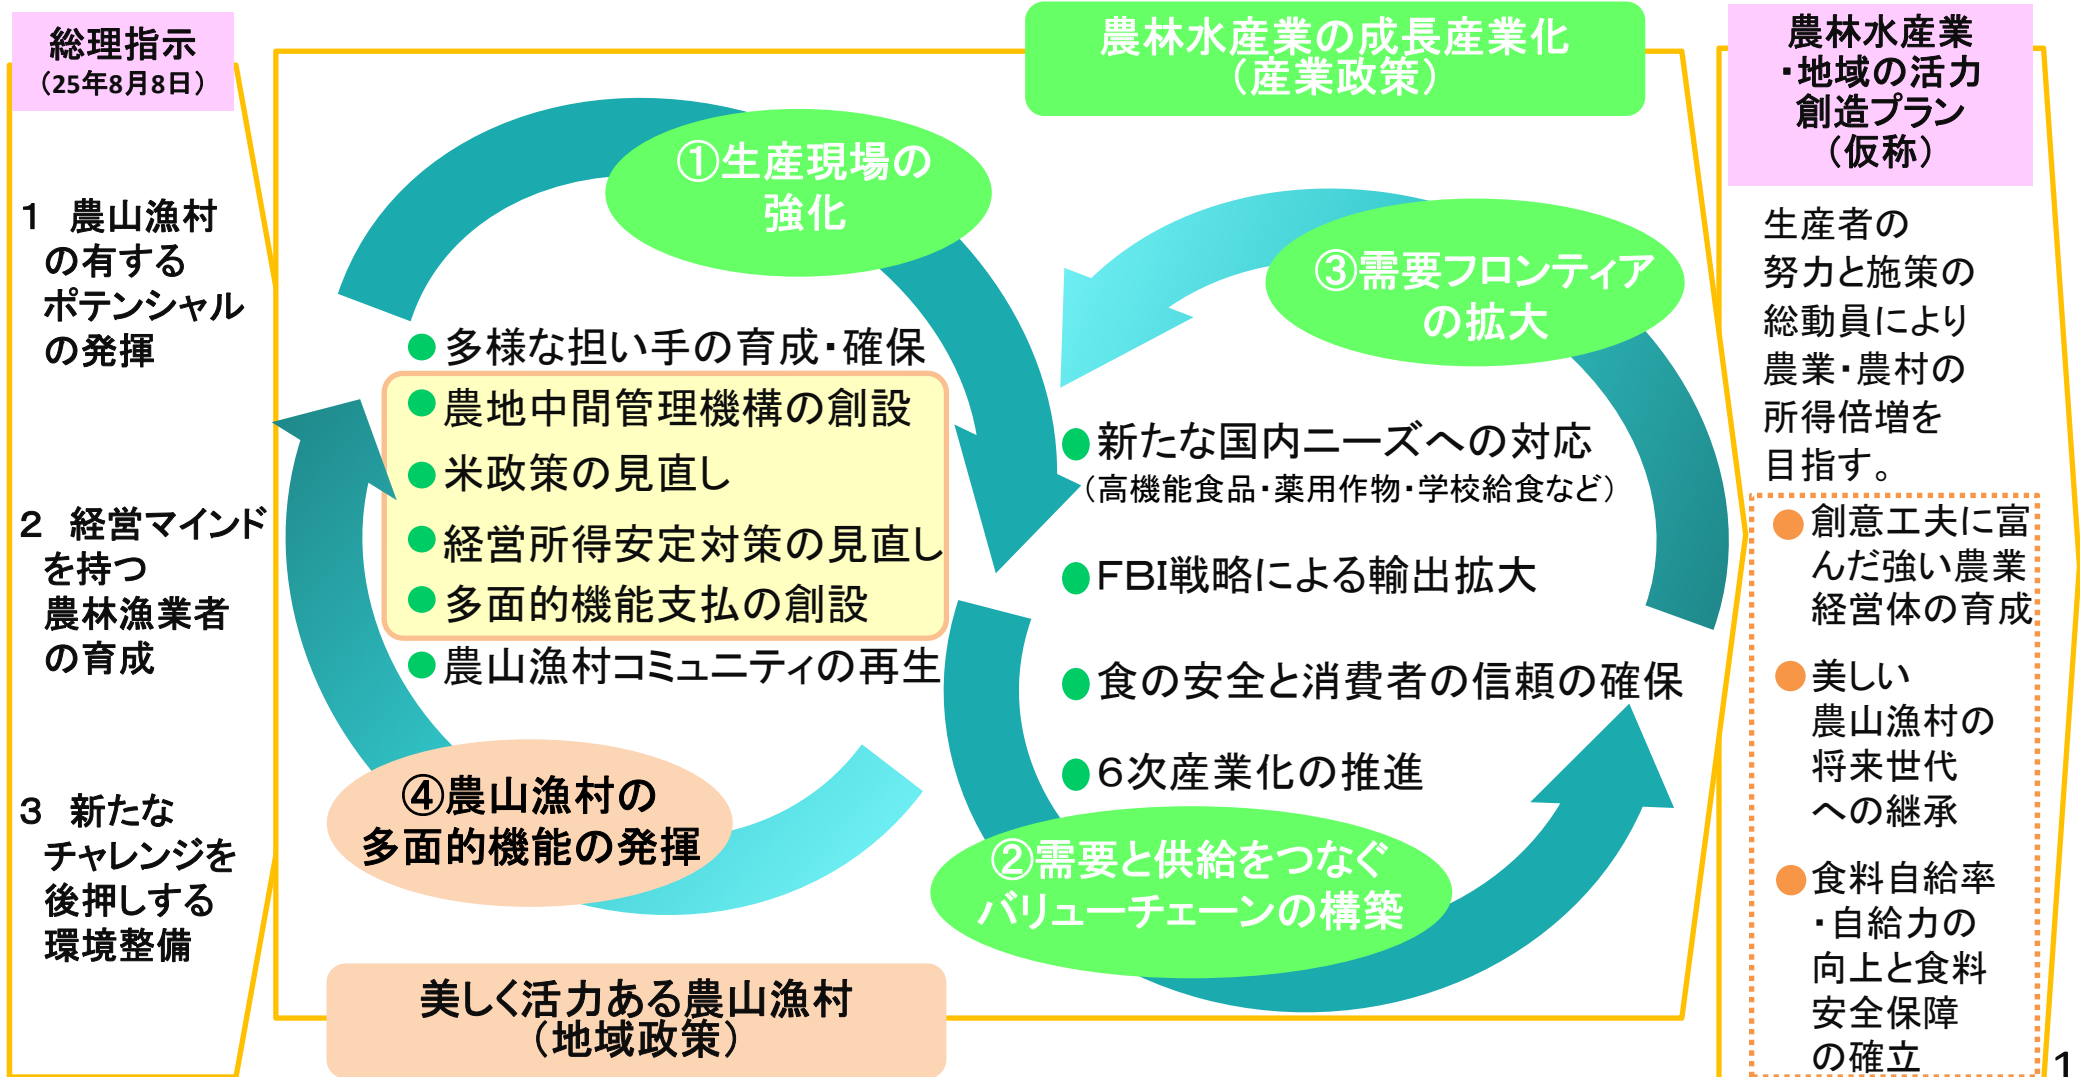 総理指示
（25年8月8日）
１　農山漁村
の有する
ポテンシャル
の発揮
２　経営マインド
を持つ
農林漁業者
の育成
３　新たな
チャレンジを
後押しする
環境整備
農林水産業の成長産業化
（産業政策）
①生産現場の
強化
●多様な担い手の育成・確保
●農地中間管理機構の創設
●米政策の見直し
●経営所得安定対策の見直し
●多面的機能支払の創設
●農山漁村コミュニティの再生
④農山漁村の
多面的機能の発揮
美しく活力ある農山漁村
（地域政策）
③需要フロンティア
の拡大
●新たな国内ニーズへの対応
（高機能食品・薬用作物・学校給食など）
●ＦＢＩ戦略による輸出拡大
●食の安全と消費者の信頼の確保
●６次産業化の推進
②需要と供給をつなぐ
バリューチェーンの構築
農林水産業
・地域の活力
創造プラン
（仮称）
生産者の
努力と施策の
総動員により
農業・農村の
所得倍増を
目指す。
●創意工夫に富
んだ強い農業
経営体の育成
●美しい
農山漁村の
将来世代
への継承
●食料自給率
・自給力の
向上と食料
安全保障
の確立
1